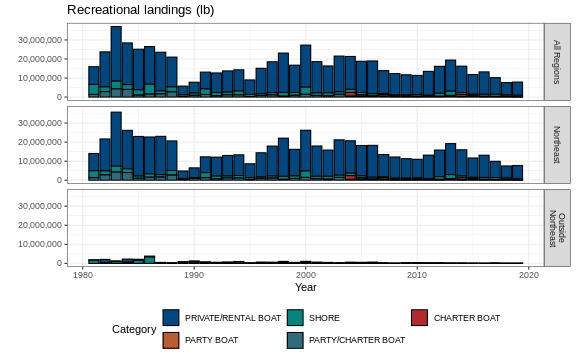 Recreational landings (lb)
30,000,000
20,000,000
10,000,000
0
All Regions
30,000,000
20,000,000
10,000,000
0
Northeast
30,000,000
20,000,000
10,000,000
0
Outside
Northeast
1980 1990 2000 2010 2020
Year
Category
PRIVATE/RENTAL BOAT SHORE CHARTER BOAT
PARTY BOAT PARTY/CHARTER BOAT